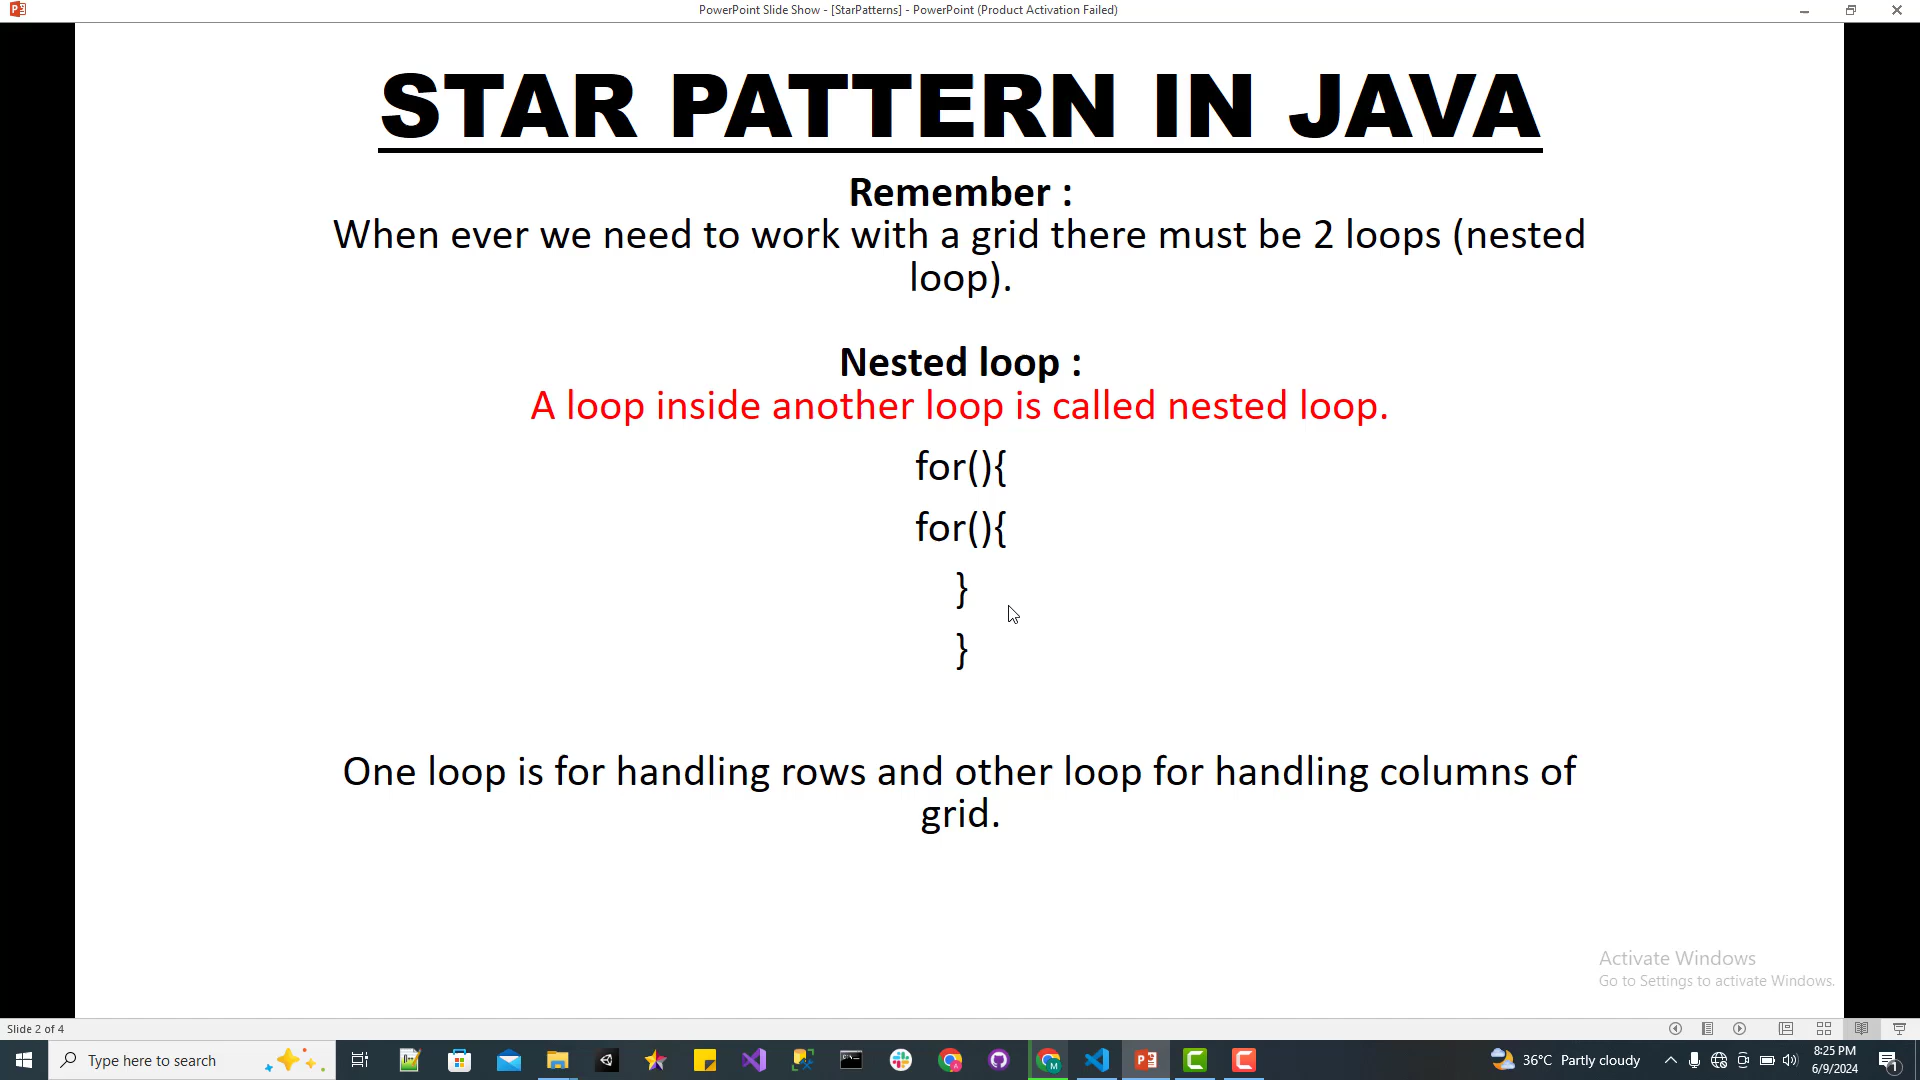 PowerPoint Slide Show - [StarPatterns] - PowerPoint (Product Activation Failed)
STAR PATTERN IN JAVA
Remember :
When ever we need to work with a grid there must be 2 loops (nested
loop).
Nested loop :
A loop inside another loop is called nested loop.
for(){
for(){
}
}
One loop is for handling rows and other loop for handling columns of
grid.
Activate Windows
Go to Settings to activate Windows.
Slide 2 of 4
Type here to search
36°C Partly cloudy
8:25 PM
6/9/2024
1